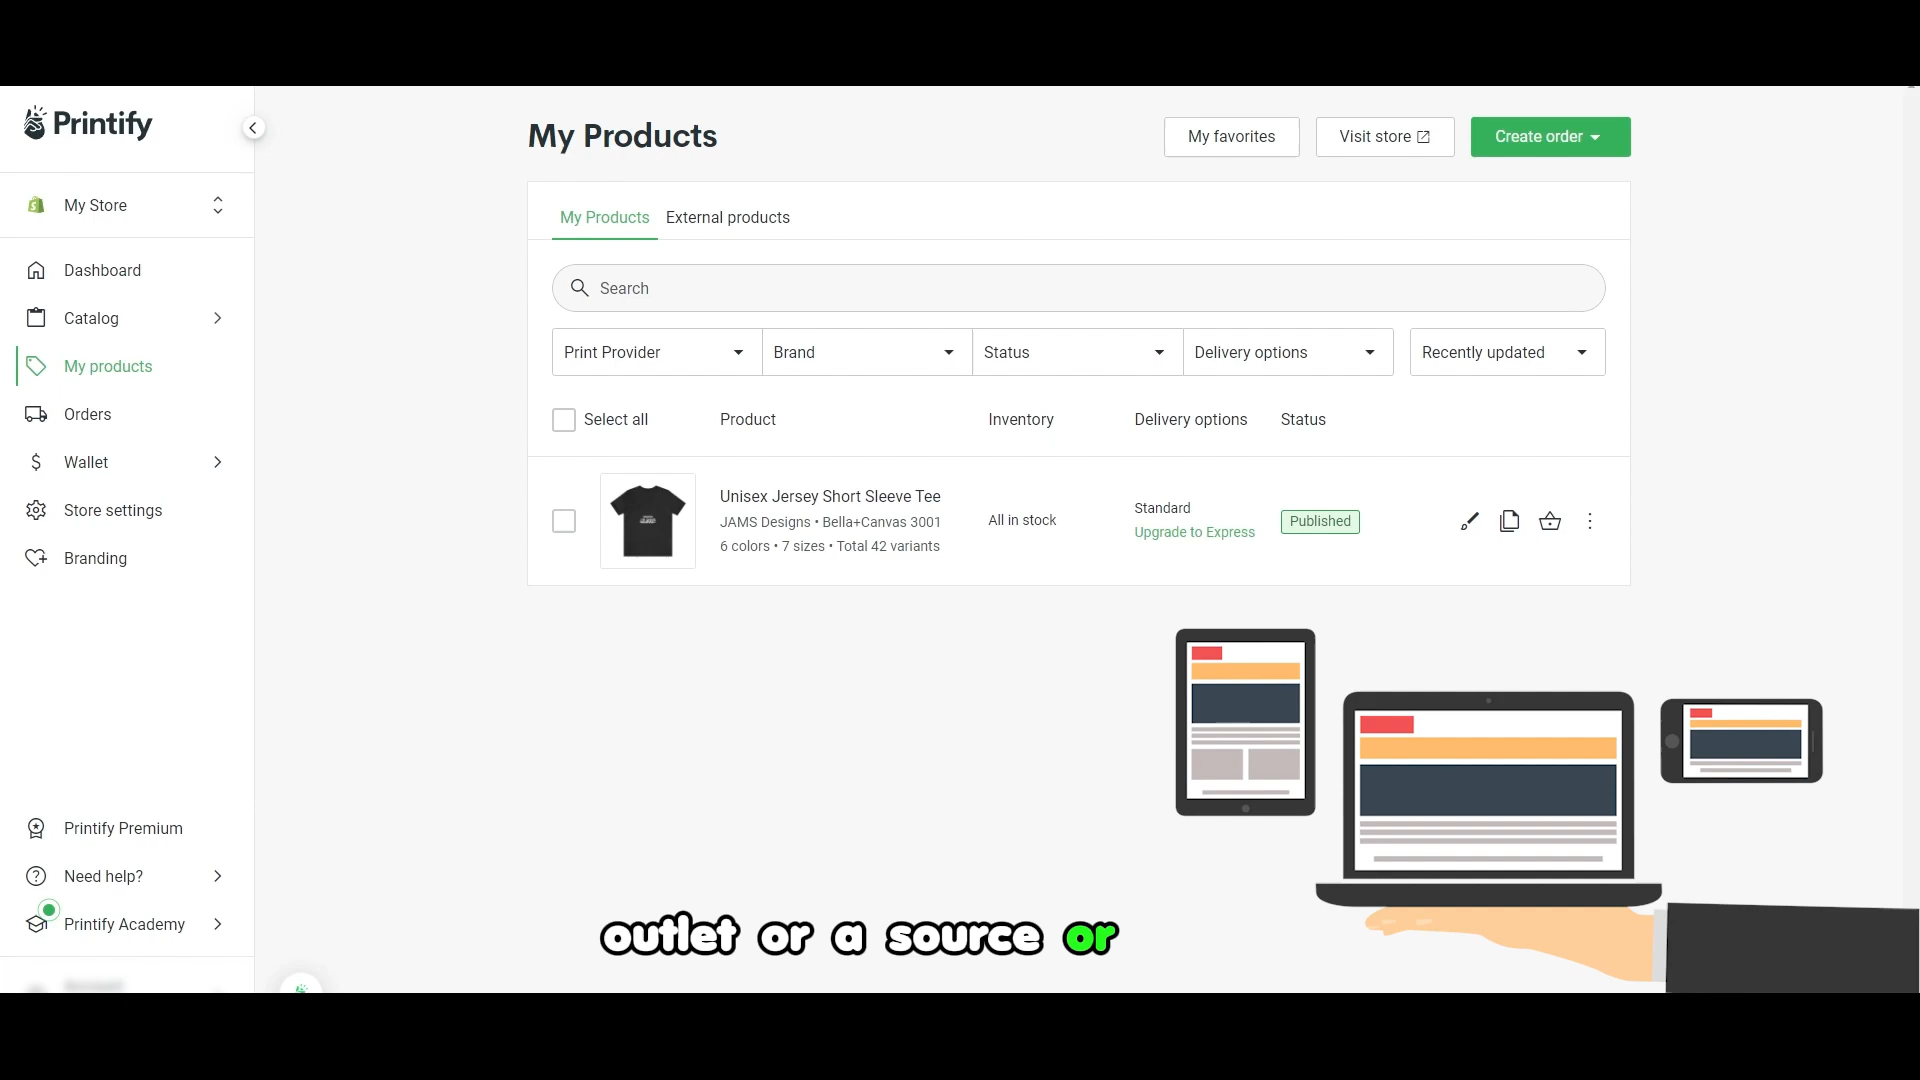 Printify
My Store
Dashboard
Catalog
My products
Orders
Wallet
Store settings
Branding
Printify Premium
Need help?
Printify Academy
My Products
My favorites
Visit store
Create order
My Products External products
Search
Print Provider Brand Status Delivery options Recently updated
Select all Product Inventory Delivery options Status
Unisex Jersey Short Sleeve Tee
JAMS Designs • Bella+Canvas 3001
6 colors • 7 sizes • Total 42 variants
All in stock
Standard
Upgrade to Express
Published
outlet or a source or